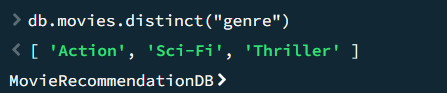 > db.movies.distinct("genre")
< [ 'Action', 'Sci-Fi', 'Thriller' ]
MovieRecommendationDB>